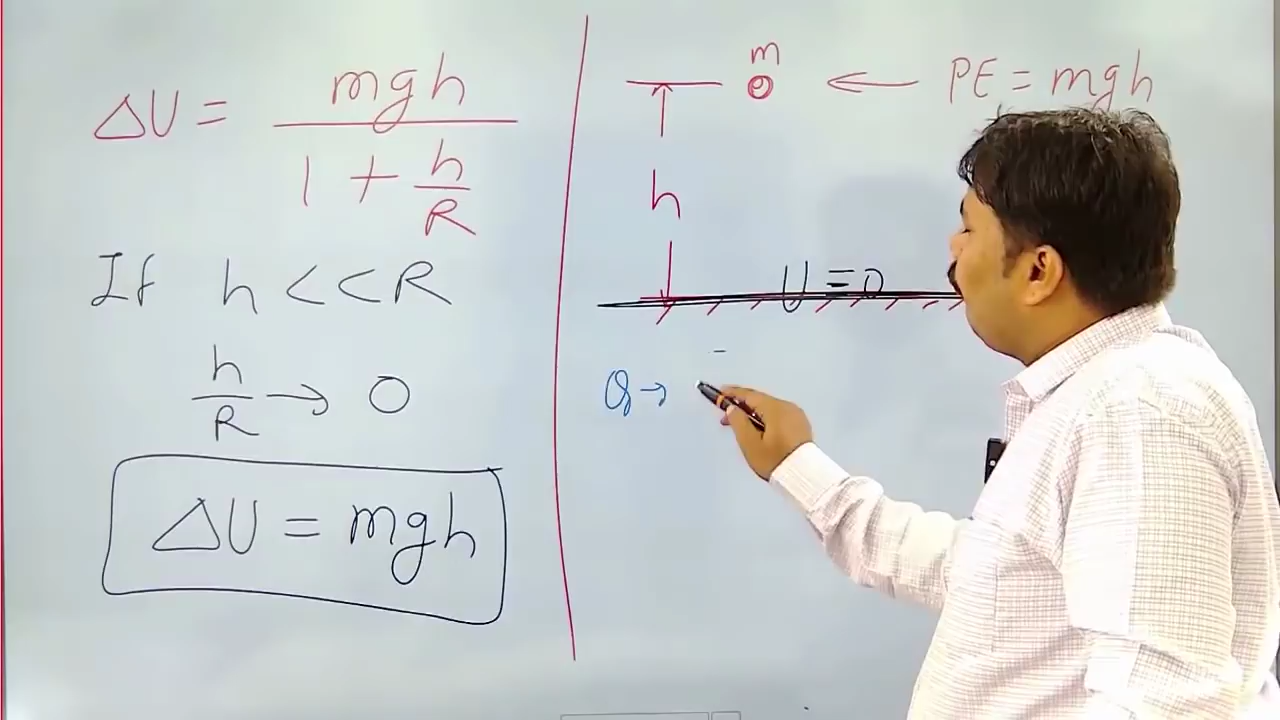 ΔU = mgh / (1 + h/R)
If h << R
h/R → 0
ΔU = mgh
m
← PE = mgh
h
U = 0
Q →